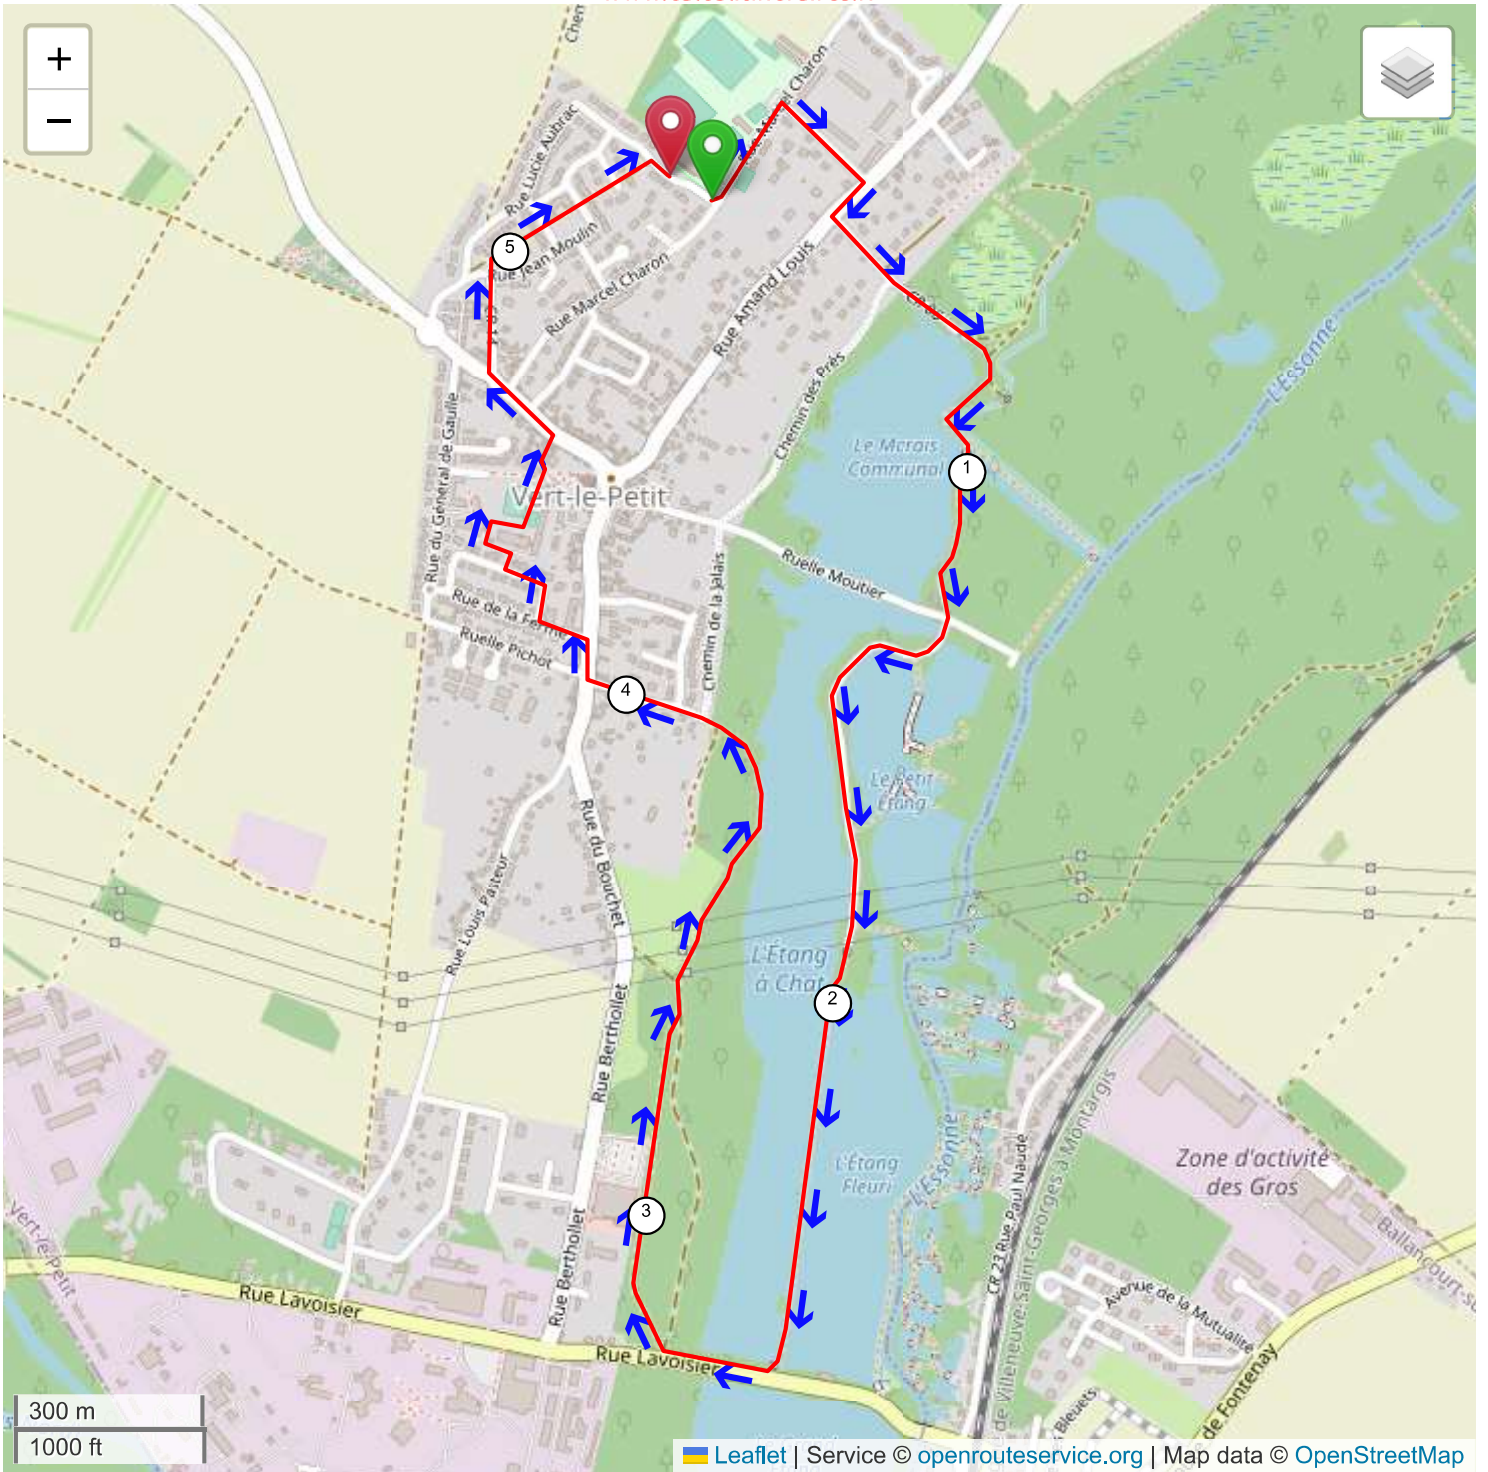 +
−
Rue Lucie Aubrac
5
Rue Jean Moulin
Rue Marcel Charon
Rue Amand Louis
Chemin des Prés
L'Essonne
Le Marais
Communal
1
Rue du Général de Gaulle
Vert-le-Petit
Ruelle Moutier
Rue de la Ferme
Ruelle Pichot
Chemin de la Jalais
4
Le Petit
Étang
Rue du Bouchet
Rue Louis Pasteur
L'Étang
à Chat
2
Rue Berthollet
L'Étang
Fleuri
L'Essonne
Zone d'activité
des Gros
3
Rue Berthollet
CR 23 Rue Paul Naudé
de Villeneuve-Saint-Georges à Montargis
Vert-le-Petit
Rue Lavoisier
Rue Lavoisier
Avenue de la Mutualité
de Fontenay
Bleuets
300 m
1000 ft
Leaflet | Service © openrouteservice.org | Map data © OpenStreetMap